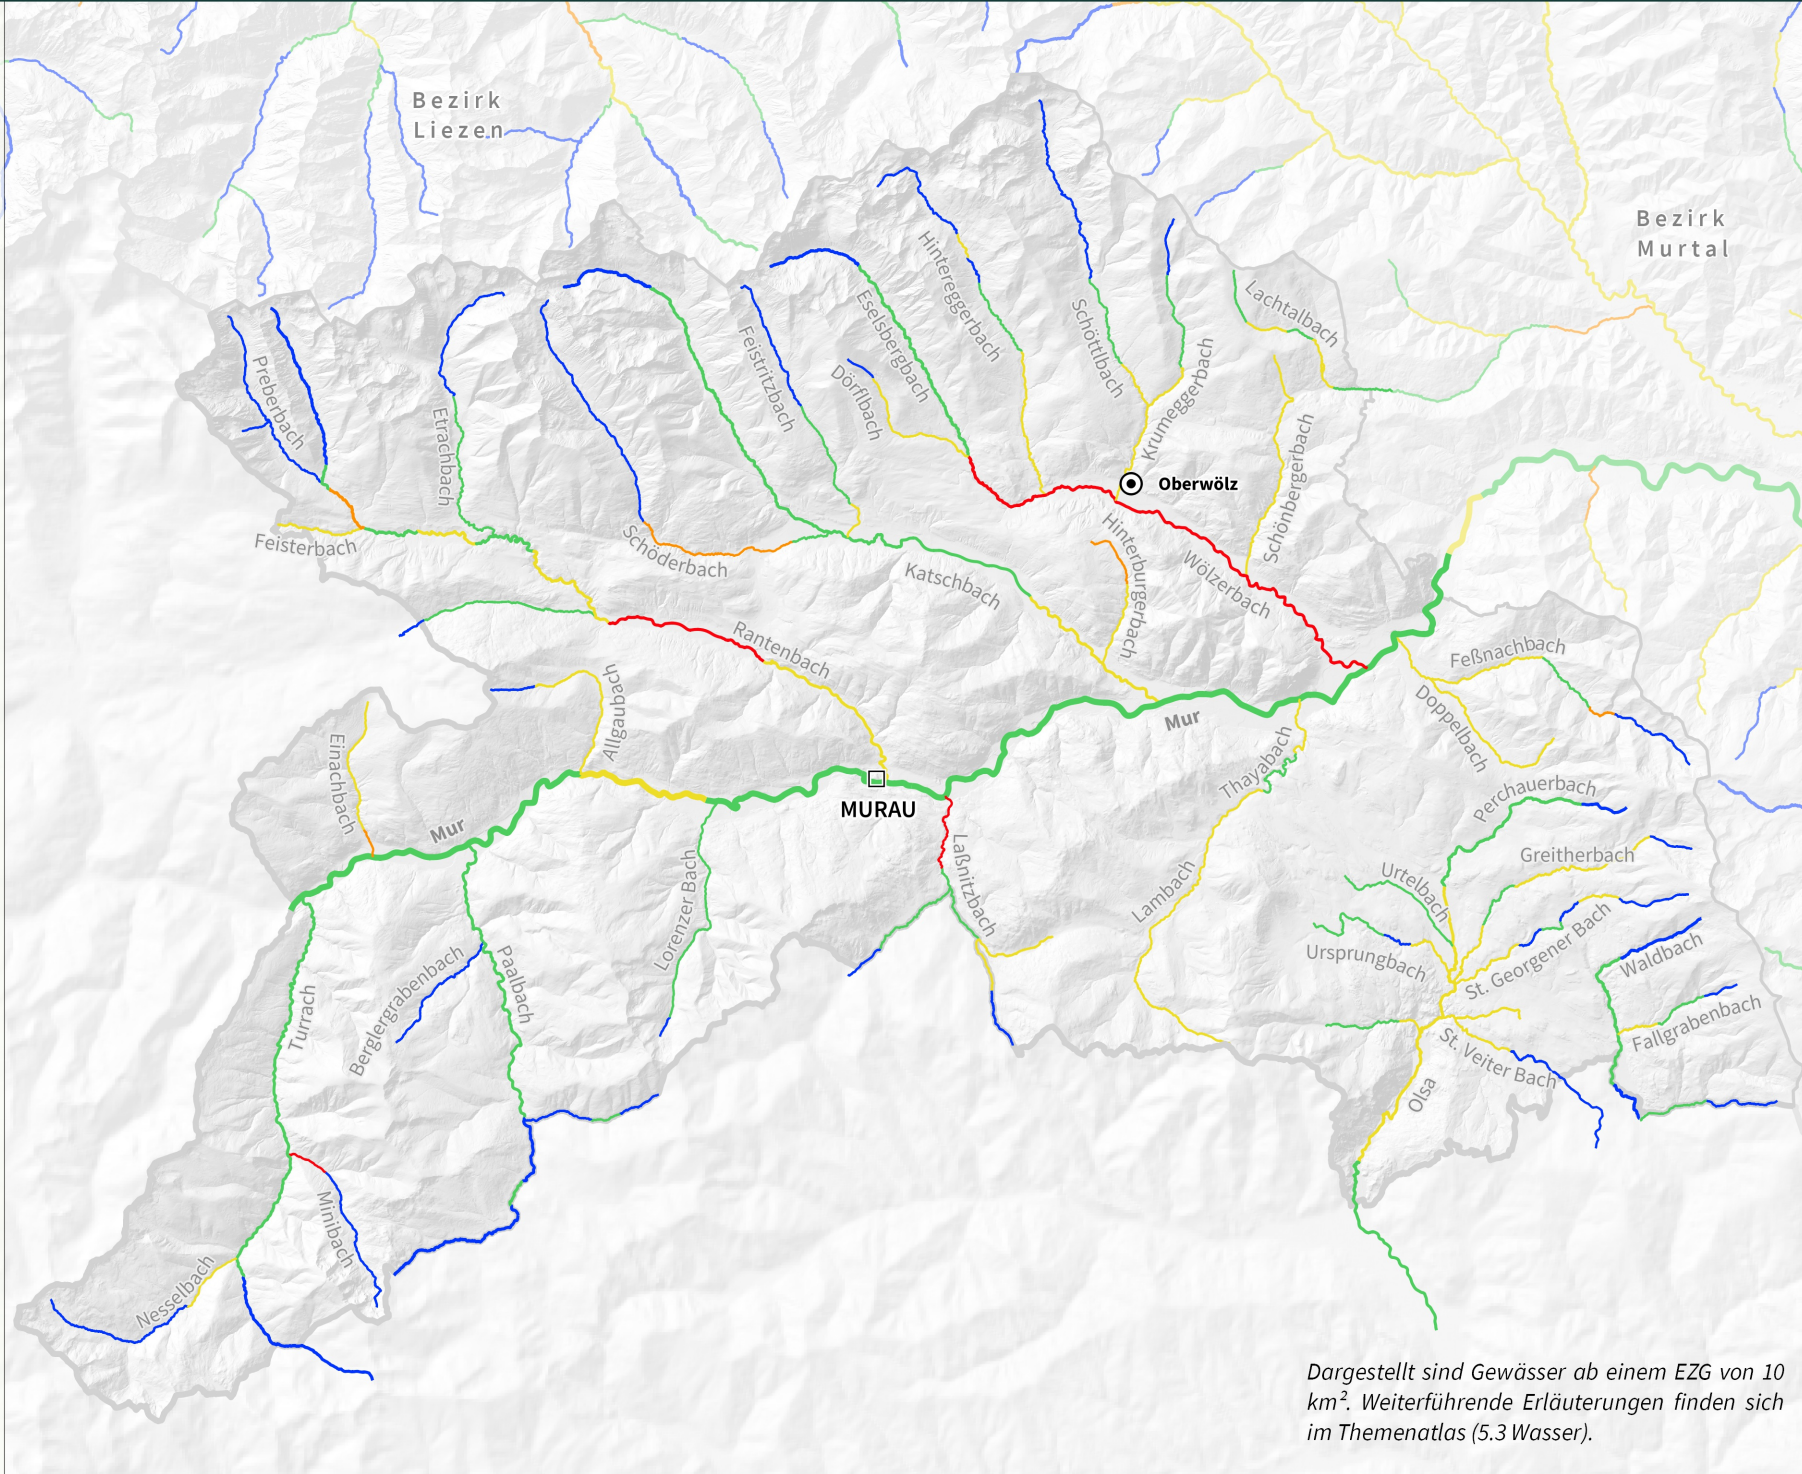 Bezirk
Liezen
Bezirk
Murtal
Hintereggerbach
Lachtalbach
Eselsbergbach
Schöttlbach
Feistritzbach
Preberbach
Dörflbach
Krumeggerbach
Etrachbach
Schönbergerbach
Oberwölz
Feisterbach
Schöderbach
Katschbach
Hinterburgerbach
Wölzerbach
Rantenbach
Allgaubach
Feßnachbach
Doppelbach
Mur
Einachbach
Thayabach
Perchauerbach
MURAU
Mur
Laßnitzbach
Lorenzer Bach
Lambach
Greitherbach
Urtelbach
Ursprungbach
St. Georgener Bach
Waldbach
Turrach
Berglergrabenbach
Paalbach
Fallgrabenbach
St. Veiter Bach
Olsa
Minibach
Nesselbach
Dargestellt sind Gewässer ab einem EZG von 10
km². Weiterführende Erläuterungen finden sich
im Themenatlas (5.3 Wasser).